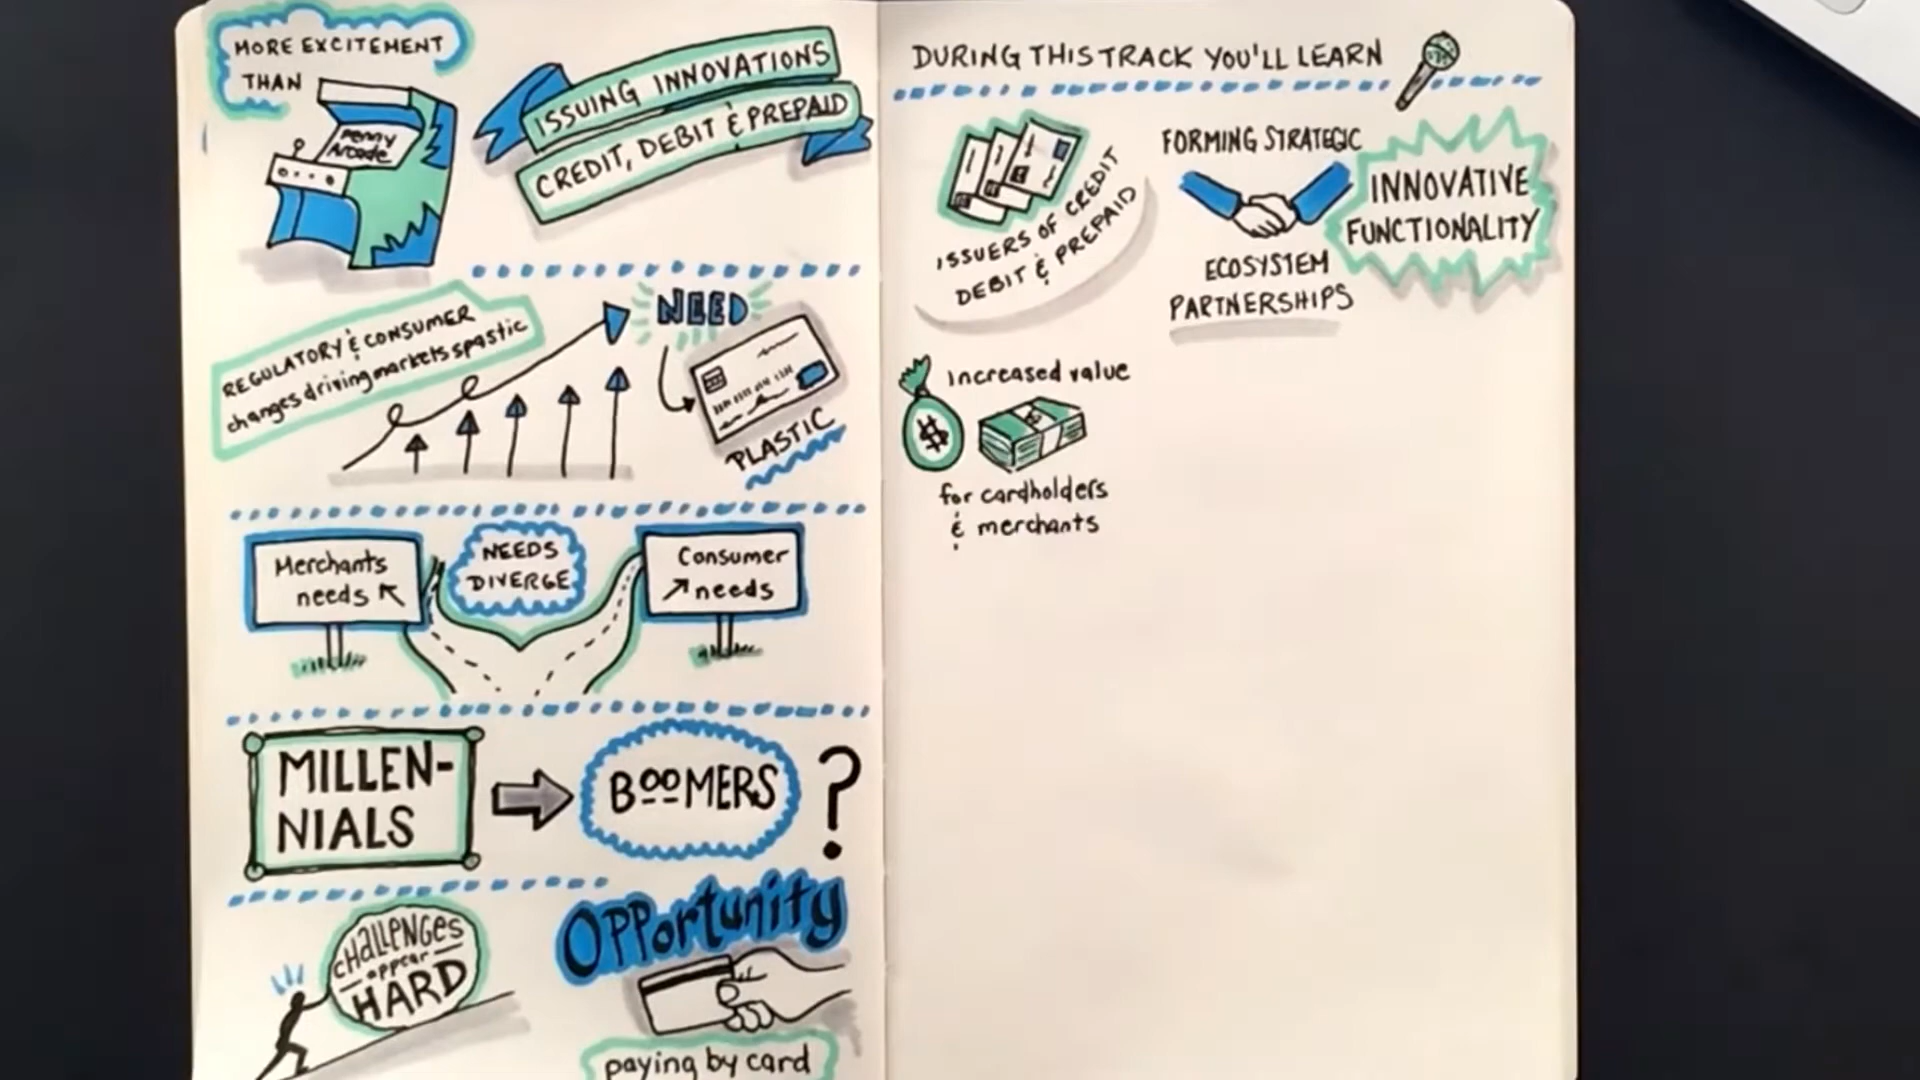 MORE EXCITEMENT
THAN
Penny
Arcade
ISSUING INNOVATIONS
CREDIT, DEBIT & PREPAID
REGULATORY & CONSUMER
changes driving markets spastic
NEED
PLASTIC
Merchants
needs ↖
NEEDS
DIVERGE
Consumer
↗ needs
MILLEN-
NIALS
BOOMERS
?
CHALLENGES
appear
HARD
OPPortunity
paying by card
DURING THIS TRACK YOU'LL LEARN
ISSUERS OF CREDIT
DEBIT & PREPAID
FORMING STRATEGIC
ECOSYSTEM
PARTNERSHIPS
INNOVATIVE
FUNCTIONALITY
increased value
$
for cardholders
& merchants